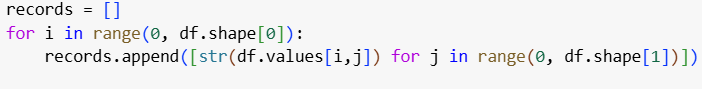 records = []
for i in range(0, df.shape[0]):
    records.append([str(df.values[i,j]) for j in range(0, df.shape[1])])